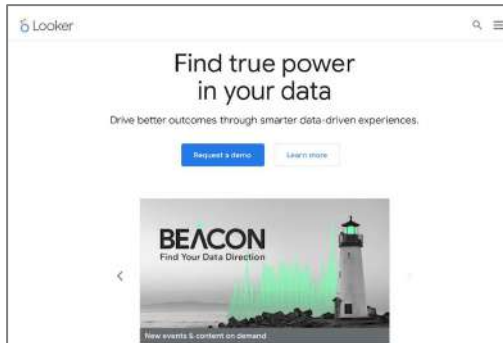 Looker
Find true power
in your data
Drive better outcomes through smarter data-driven experiences.
Request a demo
Learn more
BEACON
Find Your Data Direction
New events & content on demand